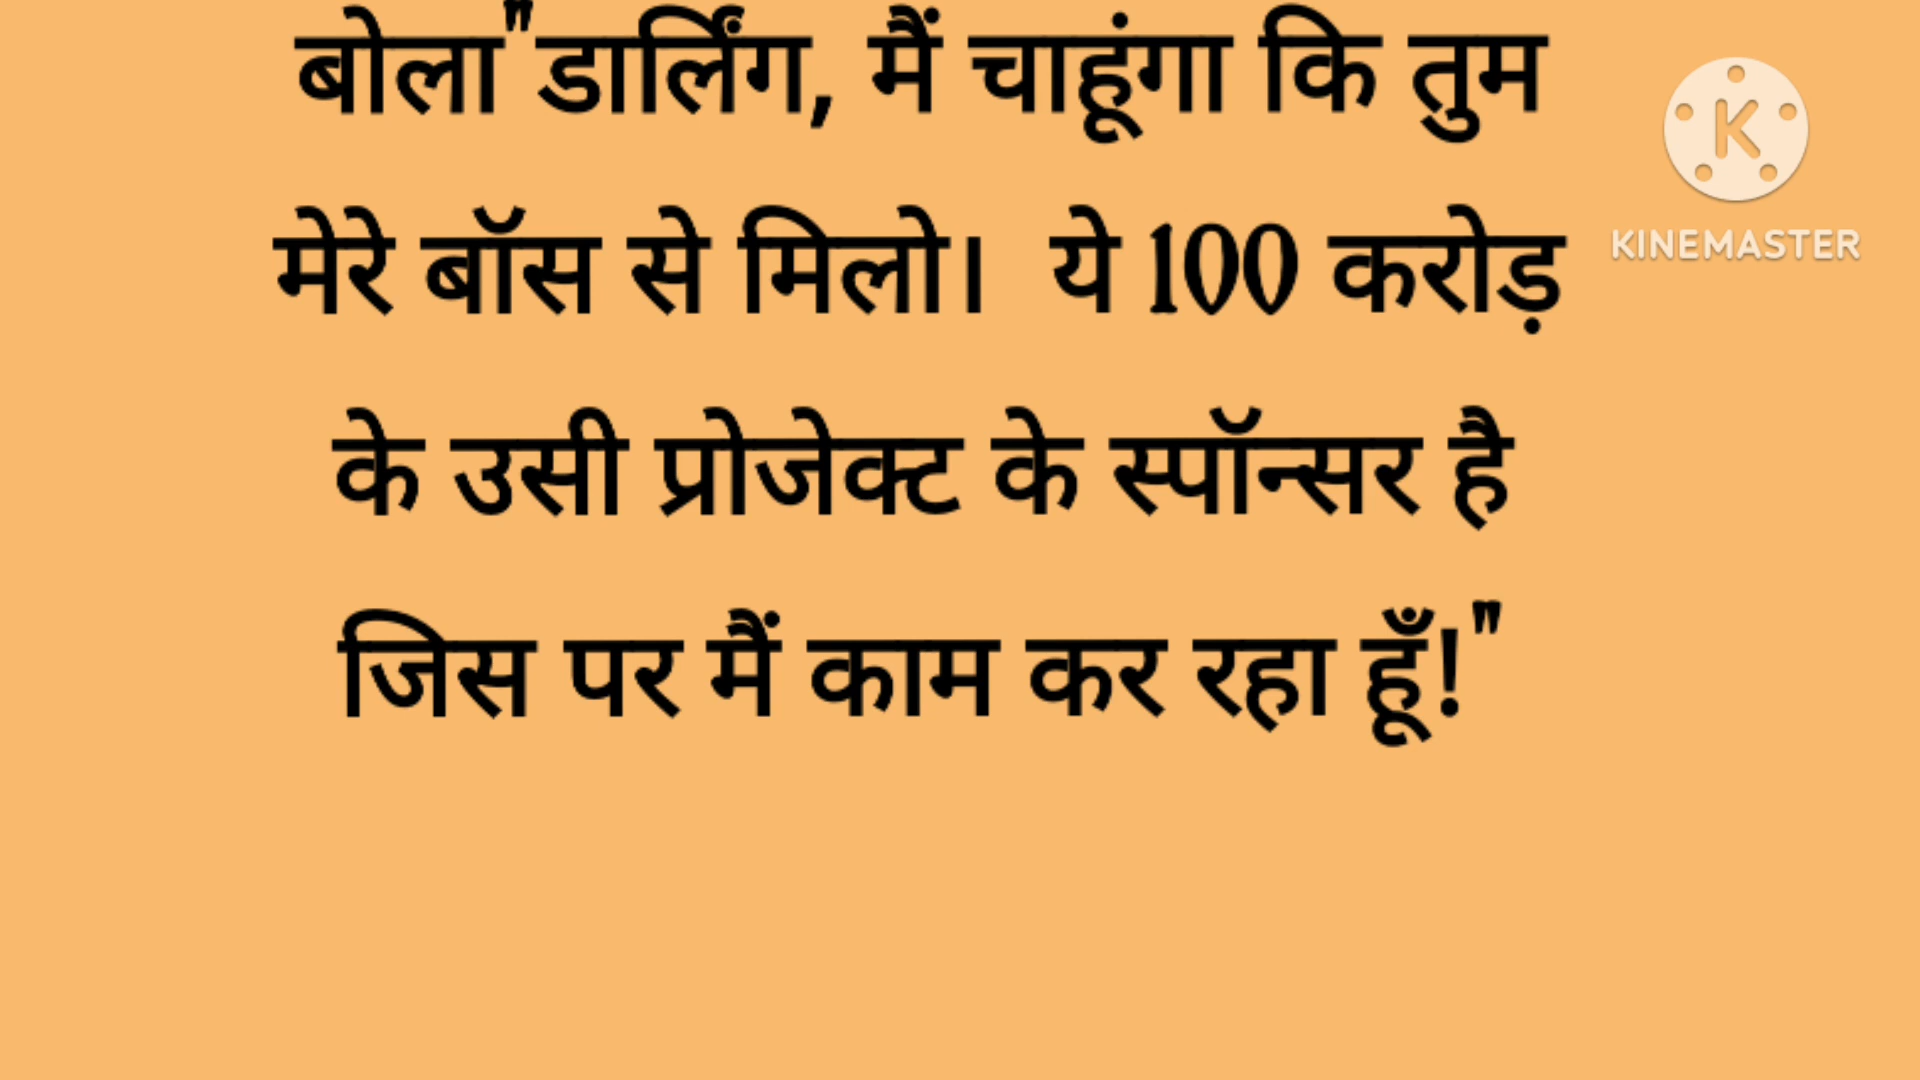 बोला"डार्लिंग, मैं चाहूंगा कि तुम
मेरे बॉस से मिलो। ये 100 करोड़
के उसी प्रोजेक्ट के स्पॉन्सर है
जिस पर मैं काम कर रहा हूँ!"
K
KINEMASTER